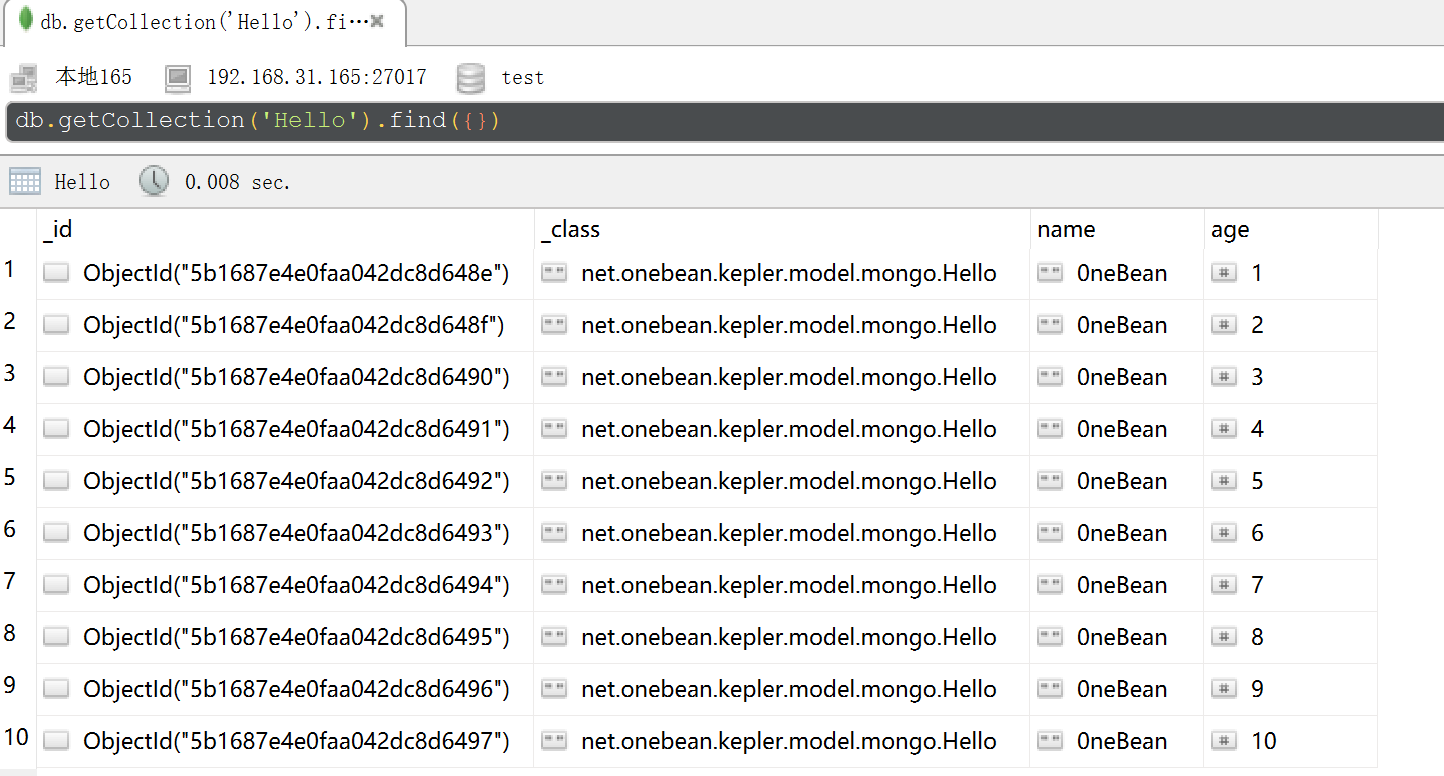 db.getCollection('Hello').fi···
本地165 192.168.31.165:27017 test
db.getCollection('Hello').find({})
Hello 0.008 sec.
_id _class name age
1 ObjectId("5b1687e4e0faa042dc8d648e") net.onebean.kepler.model.mongo.Hello 0neBean # 1
2 ObjectId("5b1687e4e0faa042dc8d648f") net.onebean.kepler.model.mongo.Hello 0neBean # 2
3 ObjectId("5b1687e4e0faa042dc8d6490") net.onebean.kepler.model.mongo.Hello 0neBean # 3
4 ObjectId("5b1687e4e0faa042dc8d6491") net.onebean.kepler.model.mongo.Hello 0neBean # 4
5 ObjectId("5b1687e4e0faa042dc8d6492") net.onebean.kepler.model.mongo.Hello 0neBean # 5
6 ObjectId("5b1687e4e0faa042dc8d6493") net.onebean.kepler.model.mongo.Hello 0neBean # 6
7 ObjectId("5b1687e4e0faa042dc8d6494") net.onebean.kepler.model.mongo.Hello 0neBean # 7
8 ObjectId("5b1687e4e0faa042dc8d6495") net.onebean.kepler.model.mongo.Hello 0neBean # 8
9 ObjectId("5b1687e4e0faa042dc8d6496") net.onebean.kepler.model.mongo.Hello 0neBean # 9
10 ObjectId("5b1687e4e0faa042dc8d6497") net.onebean.kepler.model.mongo.Hello 0neBean # 10